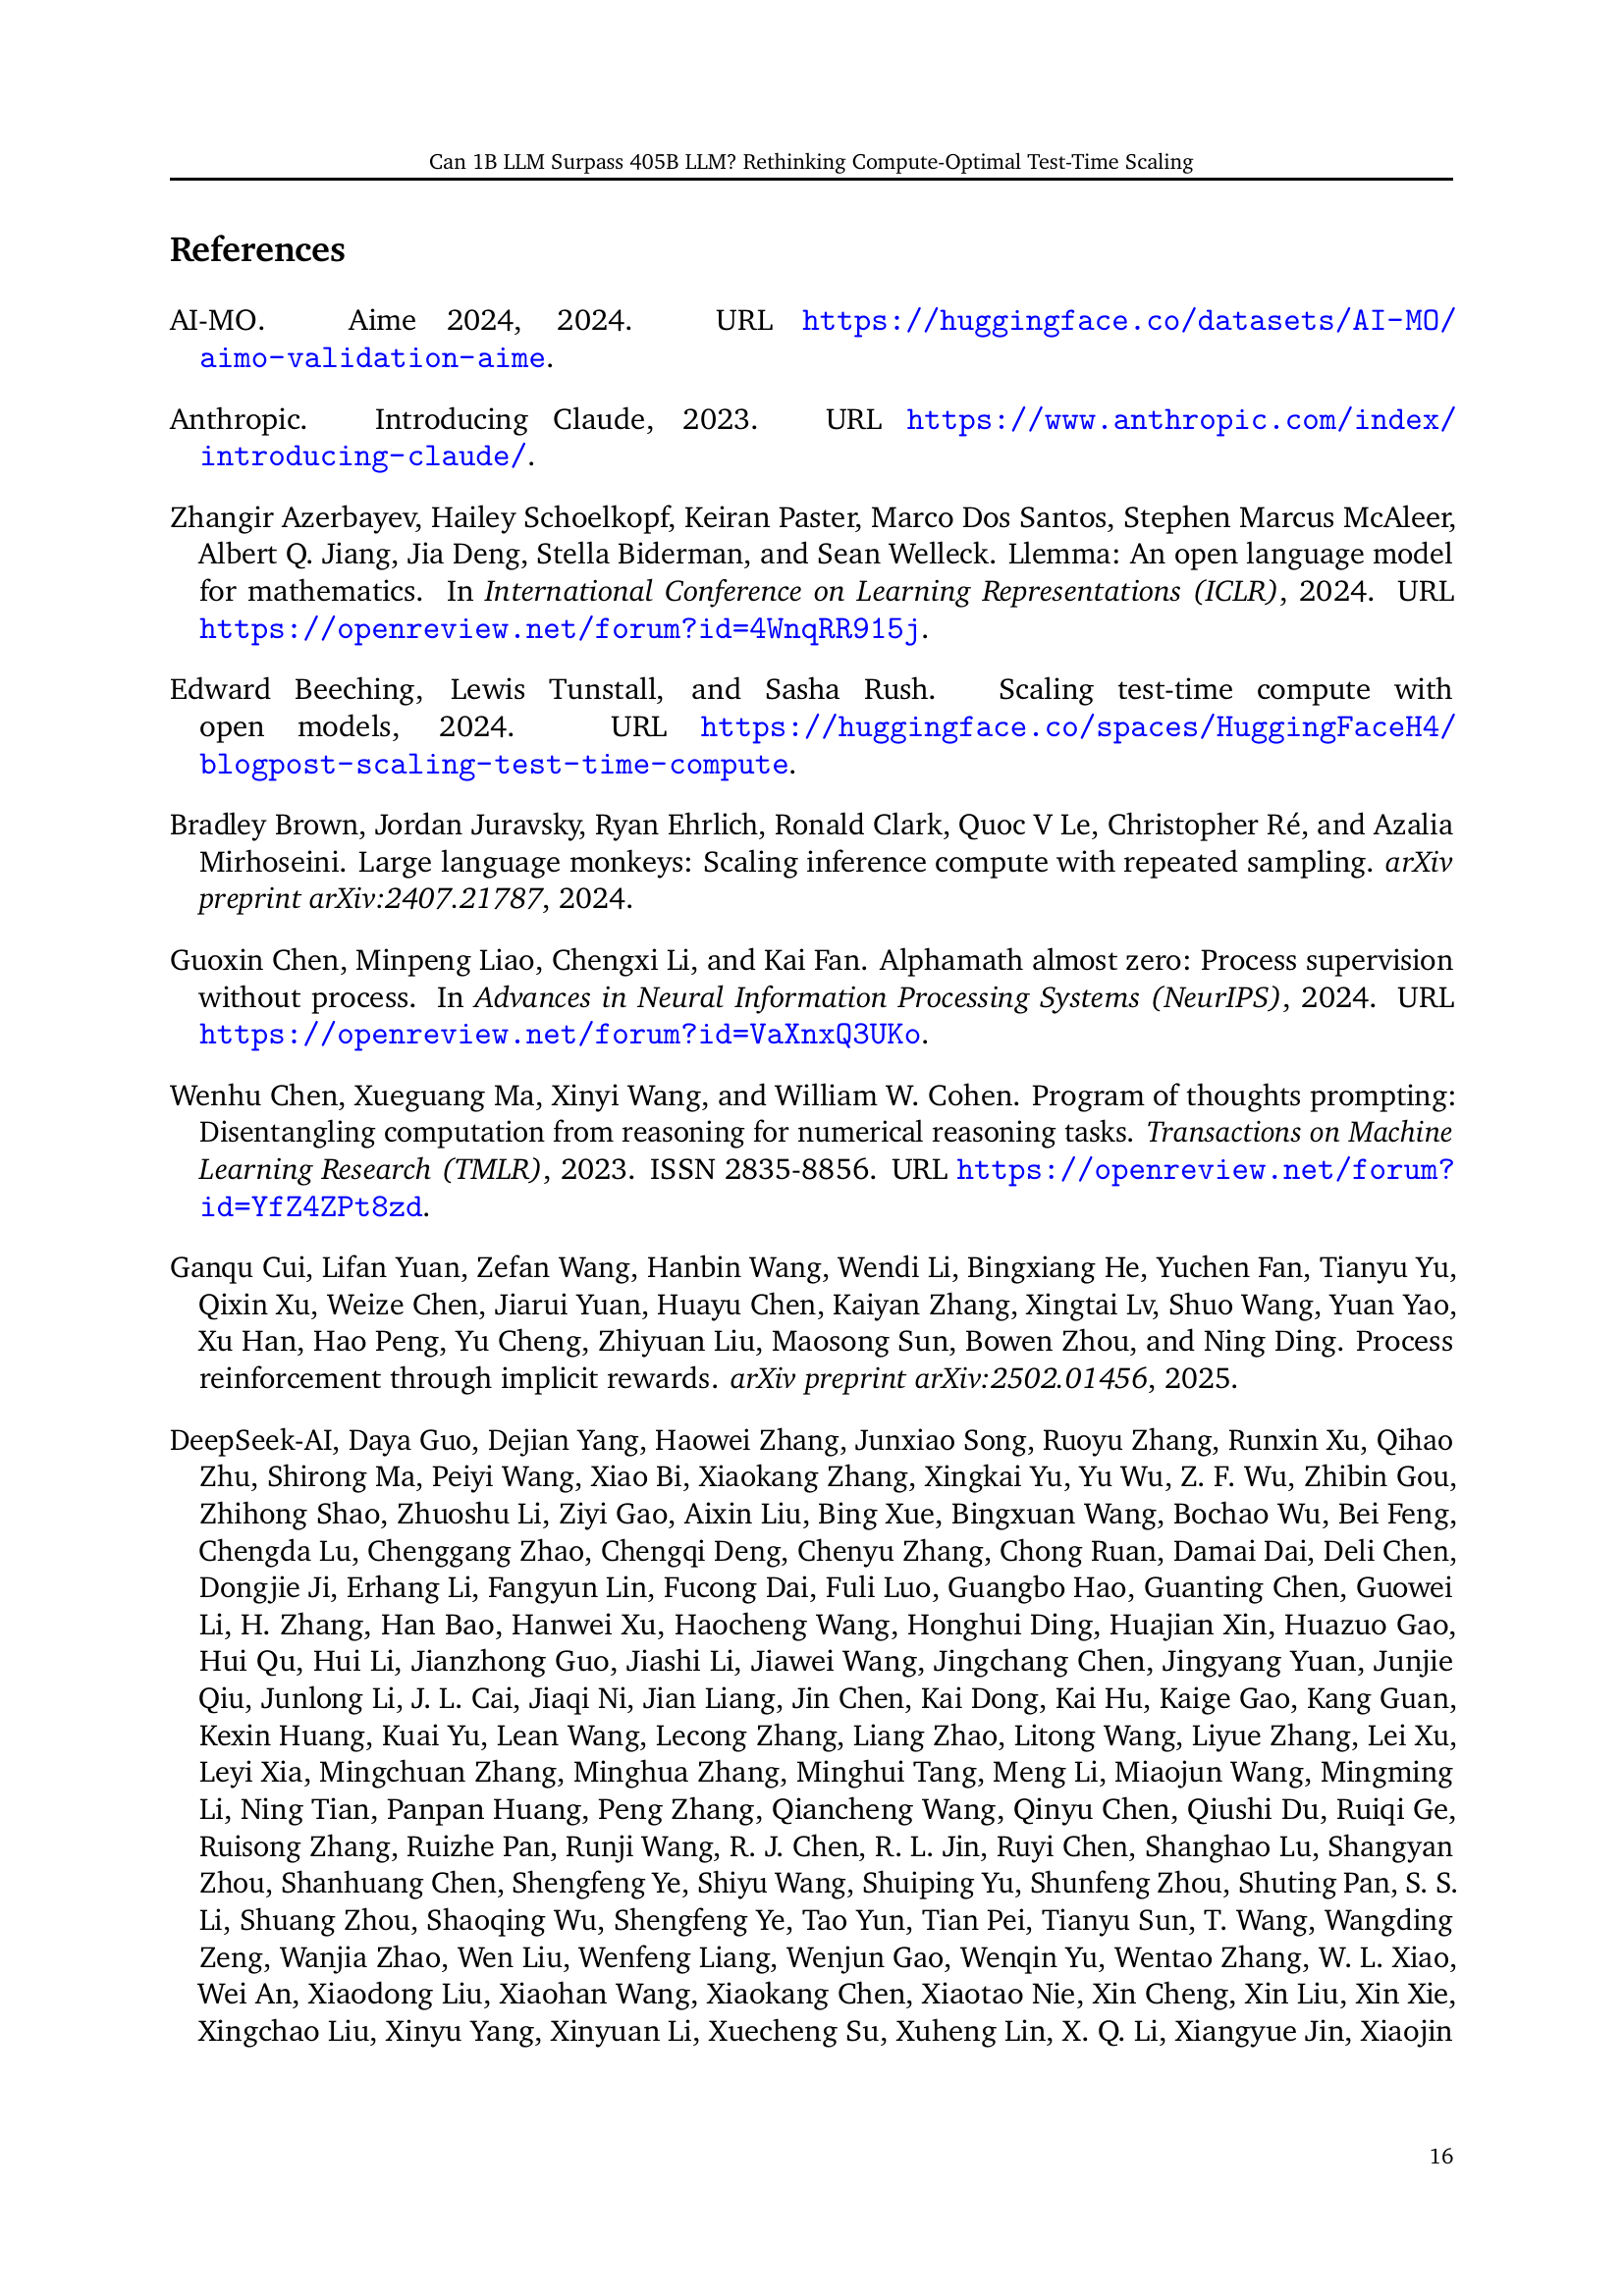 Can 1B LLM Surpass 405B LLM? Rethinking Compute-Optimal Test-Time Scaling
References
AI-MO. Aime 2024, 2024. URL https://huggingface.co/datasets/AI-MO/
aimo-validation-aime.
Anthropic. Introducing Claude, 2023. URL https://www.anthropic.com/index/
introducing-claude/.
Zhangir Azerbayev, Hailey Schoelkopf, Keiran Paster, Marco Dos Santos, Stephen Marcus McAleer,
Albert Q. Jiang, Jia Deng, Stella Biderman, and Sean Welleck. Llemma: An open language model
for mathematics. In International Conference on Learning Representations (ICLR), 2024. URL
https://openreview.net/forum?id=4WnqRR915j.
Edward Beeching, Lewis Tunstall, and Sasha Rush. Scaling test-time compute with
open models, 2024. URL https://huggingface.co/spaces/HuggingFaceH4/
blogpost-scaling-test-time-compute.
Bradley Brown, Jordan Juravsky, Ryan Ehrlich, Ronald Clark, Quoc V Le, Christopher Ré, and Azalia
Mirhoseini. Large language monkeys: Scaling inference compute with repeated sampling. arXiv
preprint arXiv:2407.21787, 2024.
Guoxin Chen, Minpeng Liao, Chengxi Li, and Kai Fan. Alphamath almost zero: Process supervision
without process. In Advances in Neural Information Processing Systems (NeurIPS), 2024. URL
https://openreview.net/forum?id=VaXnxQ3UKo.
Wenhu Chen, Xueguang Ma, Xinyi Wang, and William W. Cohen. Program of thoughts prompting:
Disentangling computation from reasoning for numerical reasoning tasks. Transactions on Machine
Learning Research (TMLR), 2023. ISSN 2835-8856. URL https://openreview.net/forum?
id=YfZ4ZPt8zd.
Ganqu Cui, Lifan Yuan, Zefan Wang, Hanbin Wang, Wendi Li, Bingxiang He, Yuchen Fan, Tianyu Yu,
Qixin Xu, Weize Chen, Jiarui Yuan, Huayu Chen, Kaiyan Zhang, Xingtai Lv, Shuo Wang, Yuan Yao,
Xu Han, Hao Peng, Yu Cheng, Zhiyuan Liu, Maosong Sun, Bowen Zhou, and Ning Ding. Process
reinforcement through implicit rewards. arXiv preprint arXiv:2502.01456, 2025.
DeepSeek-AI, Daya Guo, Dejian Yang, Haowei Zhang, Junxiao Song, Ruoyu Zhang, Runxin Xu, Qihao
Zhu, Shirong Ma, Peiyi Wang, Xiao Bi, Xiaokang Zhang, Xingkai Yu, Yu Wu, Z. F. Wu, Zhibin Gou,
Zhihong Shao, Zhuoshu Li, Ziyi Gao, Aixin Liu, Bing Xue, Bingxuan Wang, Bochao Wu, Bei Feng,
Chengda Lu, Chenggang Zhao, Chengqi Deng, Chenyu Zhang, Chong Ruan, Damai Dai, Deli Chen,
Dongjie Ji, Erhang Li, Fangyun Lin, Fucong Dai, Fuli Luo, Guangbo Hao, Guanting Chen, Guowei
Li, H. Zhang, Han Bao, Hanwei Xu, Haocheng Wang, Honghui Ding, Huajian Xin, Huazuo Gao,
Hui Qu, Hui Li, Jianzhong Guo, Jiashi Li, Jiawei Wang, Jingchang Chen, Jingyang Yuan, Junjie
Qiu, Junlong Li, J. L. Cai, Jiaqi Ni, Jian Liang, Jin Chen, Kai Dong, Kai Hu, Kaige Gao, Kang Guan,
Kexin Huang, Kuai Yu, Lean Wang, Lecong Zhang, Liang Zhao, Litong Wang, Liyue Zhang, Lei Xu,
Leyi Xia, Mingchuan Zhang, Minghua Zhang, Minghui Tang, Meng Li, Miaojun Wang, Mingming
Li, Ning Tian, Panpan Huang, Peng Zhang, Qiancheng Wang, Qinyu Chen, Qiushi Du, Ruiqi Ge,
Ruisong Zhang, Ruizhe Pan, Runji Wang, R. J. Chen, R. L. Jin, Ruyi Chen, Shanghao Lu, Shangyan
Zhou, Shanhuang Chen, Shengfeng Ye, Shiyu Wang, Shuiping Yu, Shunfeng Zhou, Shuting Pan, S. S.
Li, Shuang Zhou, Shaoqing Wu, Shengfeng Ye, Tao Yun, Tian Pei, Tianyu Sun, T. Wang, Wangding
Zeng, Wanjia Zhao, Wen Liu, Wenfeng Liang, Wenjun Gao, Wenqin Yu, Wentao Zhang, W. L. Xiao,
Wei An, Xiaodong Liu, Xiaohan Wang, Xiaokang Chen, Xiaotao Nie, Xin Cheng, Xin Liu, Xin Xie,
Xingchao Liu, Xinyu Yang, Xinyuan Li, Xuecheng Su, Xuheng Lin, X. Q. Li, Xiangyue Jin, Xiaojin
16